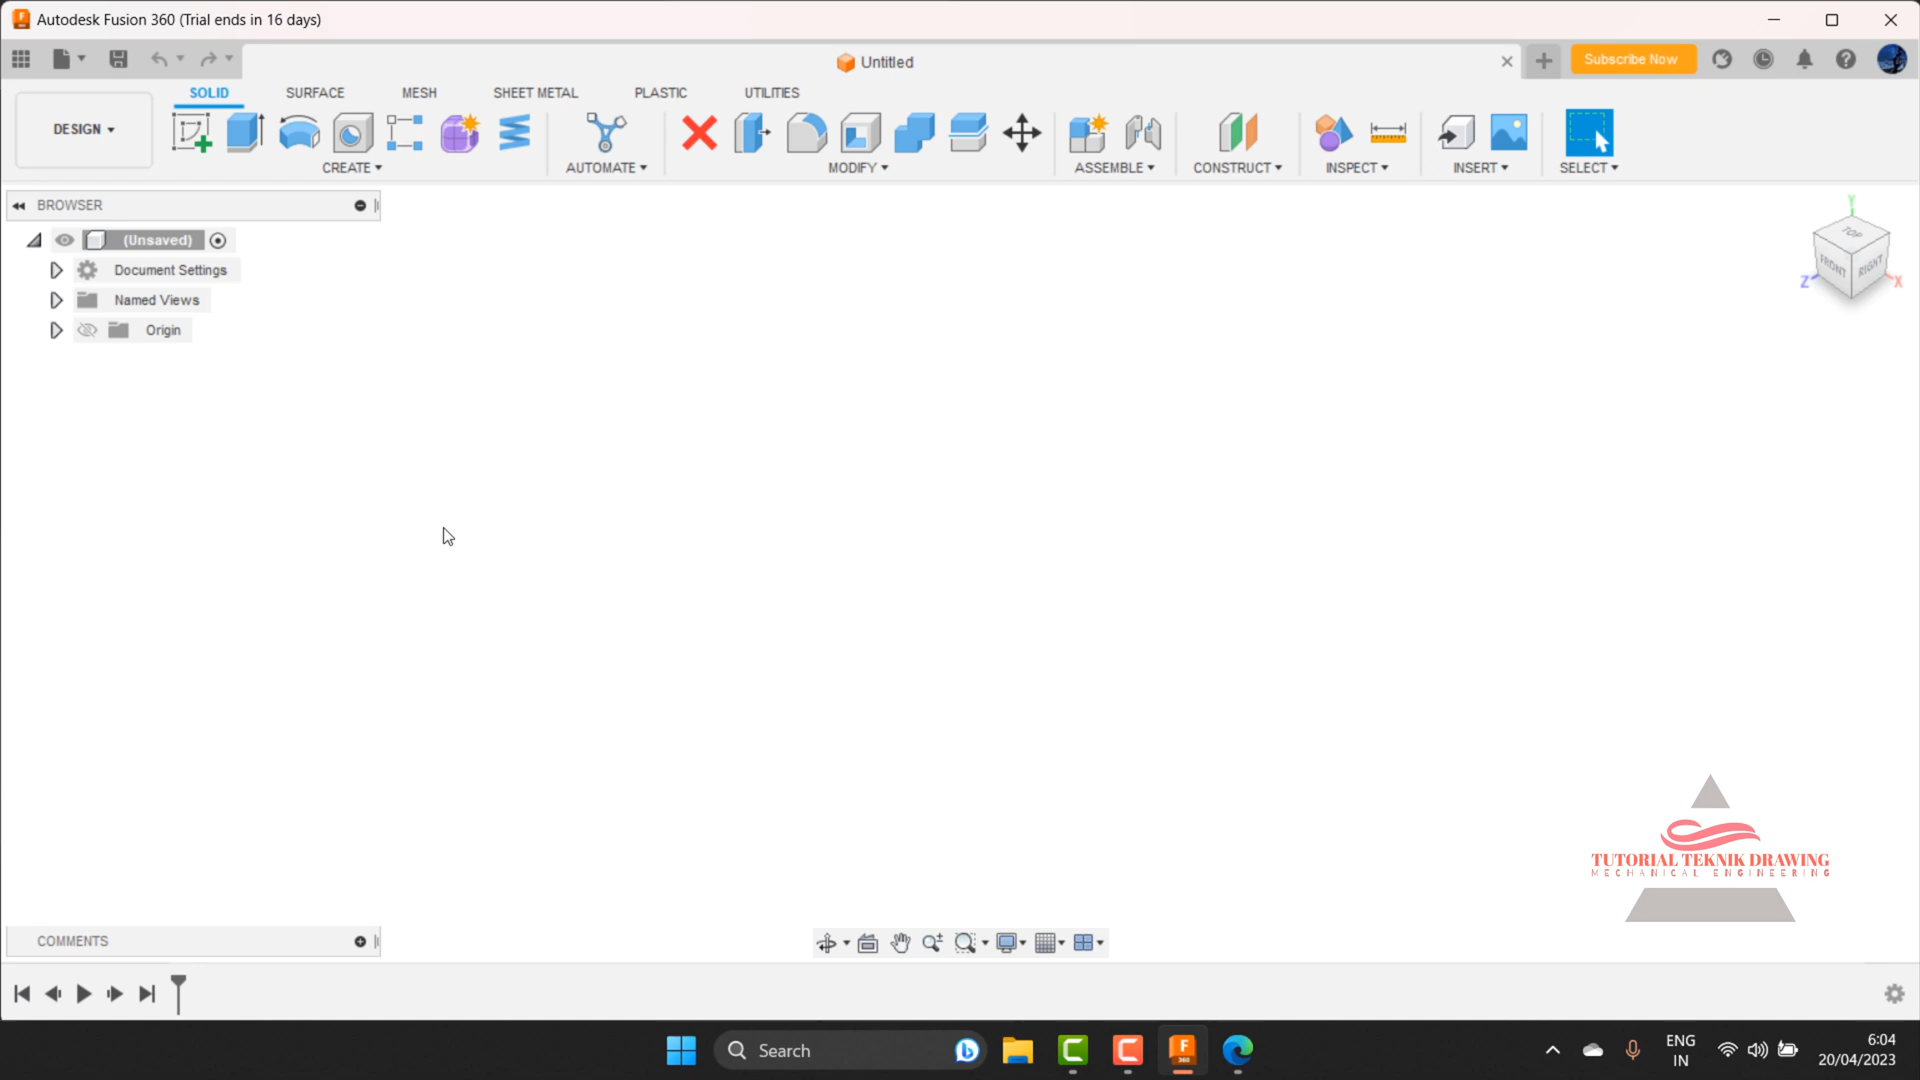 Autodesk Fusion 360 (Trial ends in 16 days)
Untitled
Subscribe Now
SOLID
SURFACE
MESH
SHEET METAL
PLASTIC
UTILITIES
DESIGN
CREATE
AUTOMATE
MODIFY
ASSEMBLE
CONSTRUCT
INSPECT
INSERT
SELECT
BROWSER
(Unsaved)
Document Settings
Named Views
Origin
Y
TOP
FRONT
RIGHT
Z
X
TUTORIAL TEKNIK DRAWING
MECHANICAL ENGINEERING
COMMENTS
Search
F
360
ENG
IN
6:04
20/04/2023